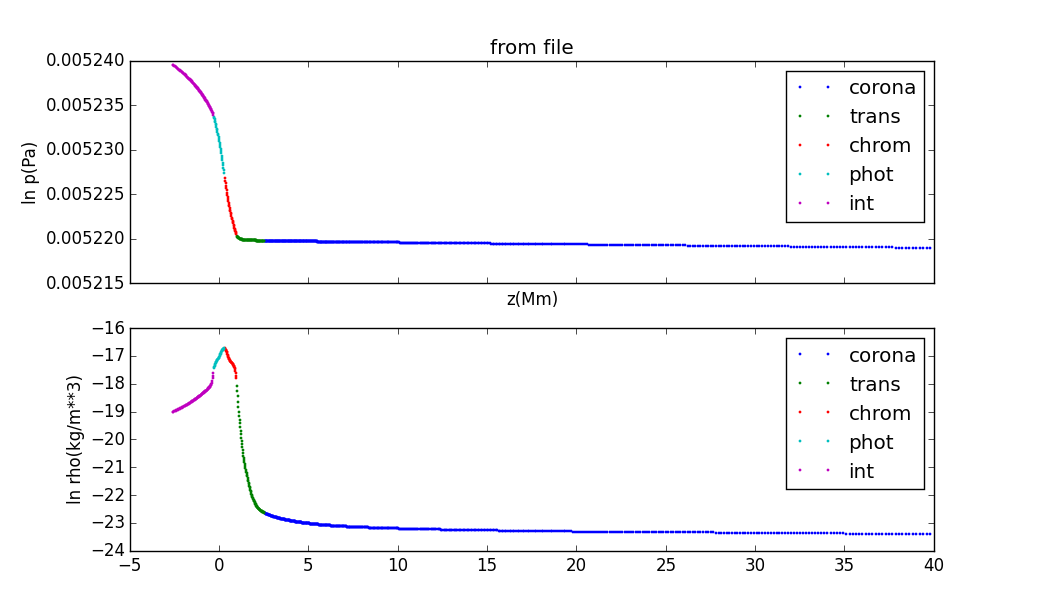 from file
ln p(Pa)
0.005240
0.005235
0.005230
0.005225
0.005220
0.005215
corona
trans
chrom
phot
int
z(Mm)
ln rho(kg/m**3)
−16
−17
−18
−19
−20
−21
−22
−23
−24
corona
trans
chrom
phot
int
−5 0 5 10 15 20 25 30 35 40